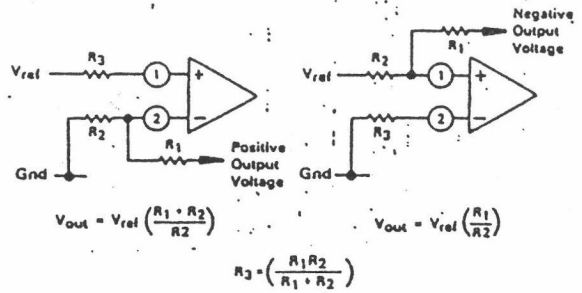 Negative
Output
Voltage
R1
R3
Vref
1
+
R2
2
−
R1
Positive
Output
Voltage
Gnd
R2
Vref
1
+
R3
2
−
Gnd
Vout = Vref (R1 + R2 / R2)
Vout = Vref (R1 / R2)
R3 = (R1R2 / R1 + R2)